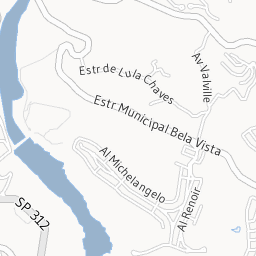 Av Valville
Estr de Lula Chaves
Estr Municipal Bela Vista
Al Michelangelo
Al Renoir
SP 312